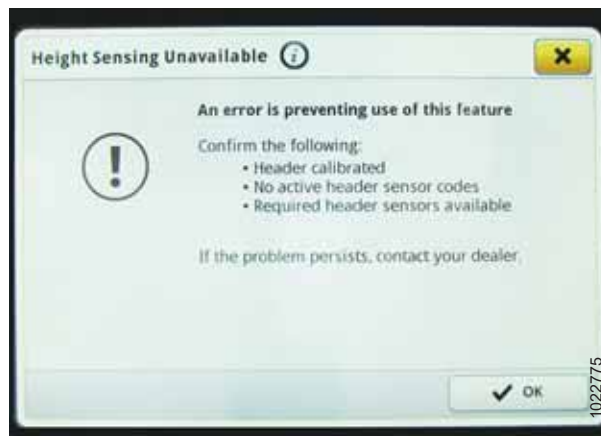 Height Sensing Unavailable
An error is preventing use of this feature
Confirm the following:
• Header calibrated
• No active header sensor codes
• Required header sensors available
If the problem persists, contact your dealer.
OK
1022775